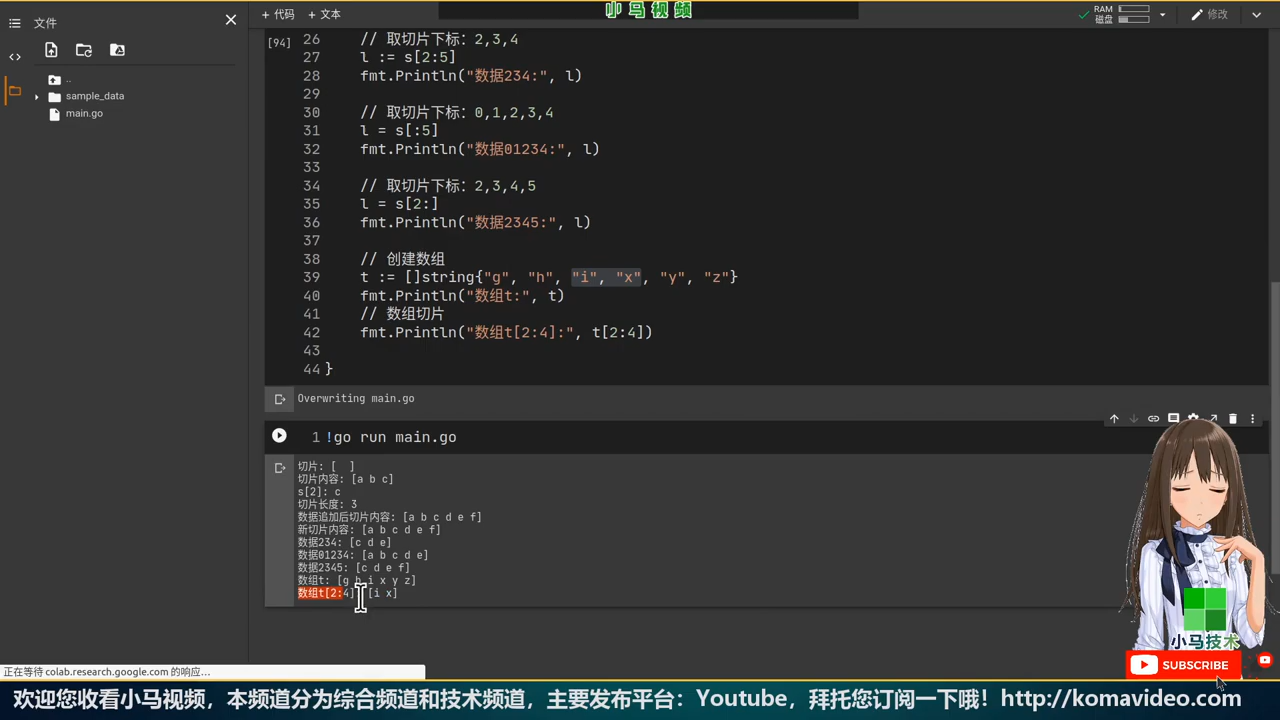 小马视频
文件
+ 代码 + 文本
RAM
磁盘
修改
..
sample_data
main.go
[94]
26 // 取切片下标：2,3,4
27 l := s[2:5]
28 fmt.Println("数据234:", l)
29
30 // 取切片下标：0,1,2,3,4
31 l = s[:5]
32 fmt.Println("数据01234:", l)
33
34 // 取切片下标：2,3,4,5
35 l = s[2:]
36 fmt.Println("数据2345:", l)
37
38 // 创建数组
39 t := []string{"g", "h", "i", "x", "y", "z"}
40 fmt.Println("数组t:", t)
41 // 数组切片
42 fmt.Println("数组t[2:4]:", t[2:4])
43
44 }
Overwriting main.go
1 !go run main.go
切片: [  ]
切片内容: [a b c]
s[2]: c
切片长度: 3
数据追加后切片内容: [a b c d e f]
新切片内容: [a b c d e f]
数据234: [c d e]
数据01234: [a b c d e]
数据2345: [c d e f]
数组t: [g h i x y z]
数组t[2:4]: [i x]
小马技术
SUBSCRIBE
正在等待 colab.research.google.com 的响应...
欢迎您收看小马视频，本频道分为综合频道和技术频道，主要发布平台：Youtube，拜托您订阅一下哦！http://komavideo.com